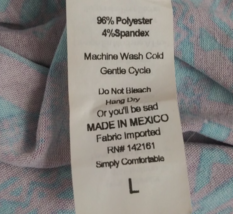 96% Polyester
4%Spandex
Machine Wash Cold
Gentle Cycle
Do Not Bleach
Hang Dry
Or you'll be sad
MADE IN MEXICO
Fabric Imported
RN# 142161
Simply Comfortable
L